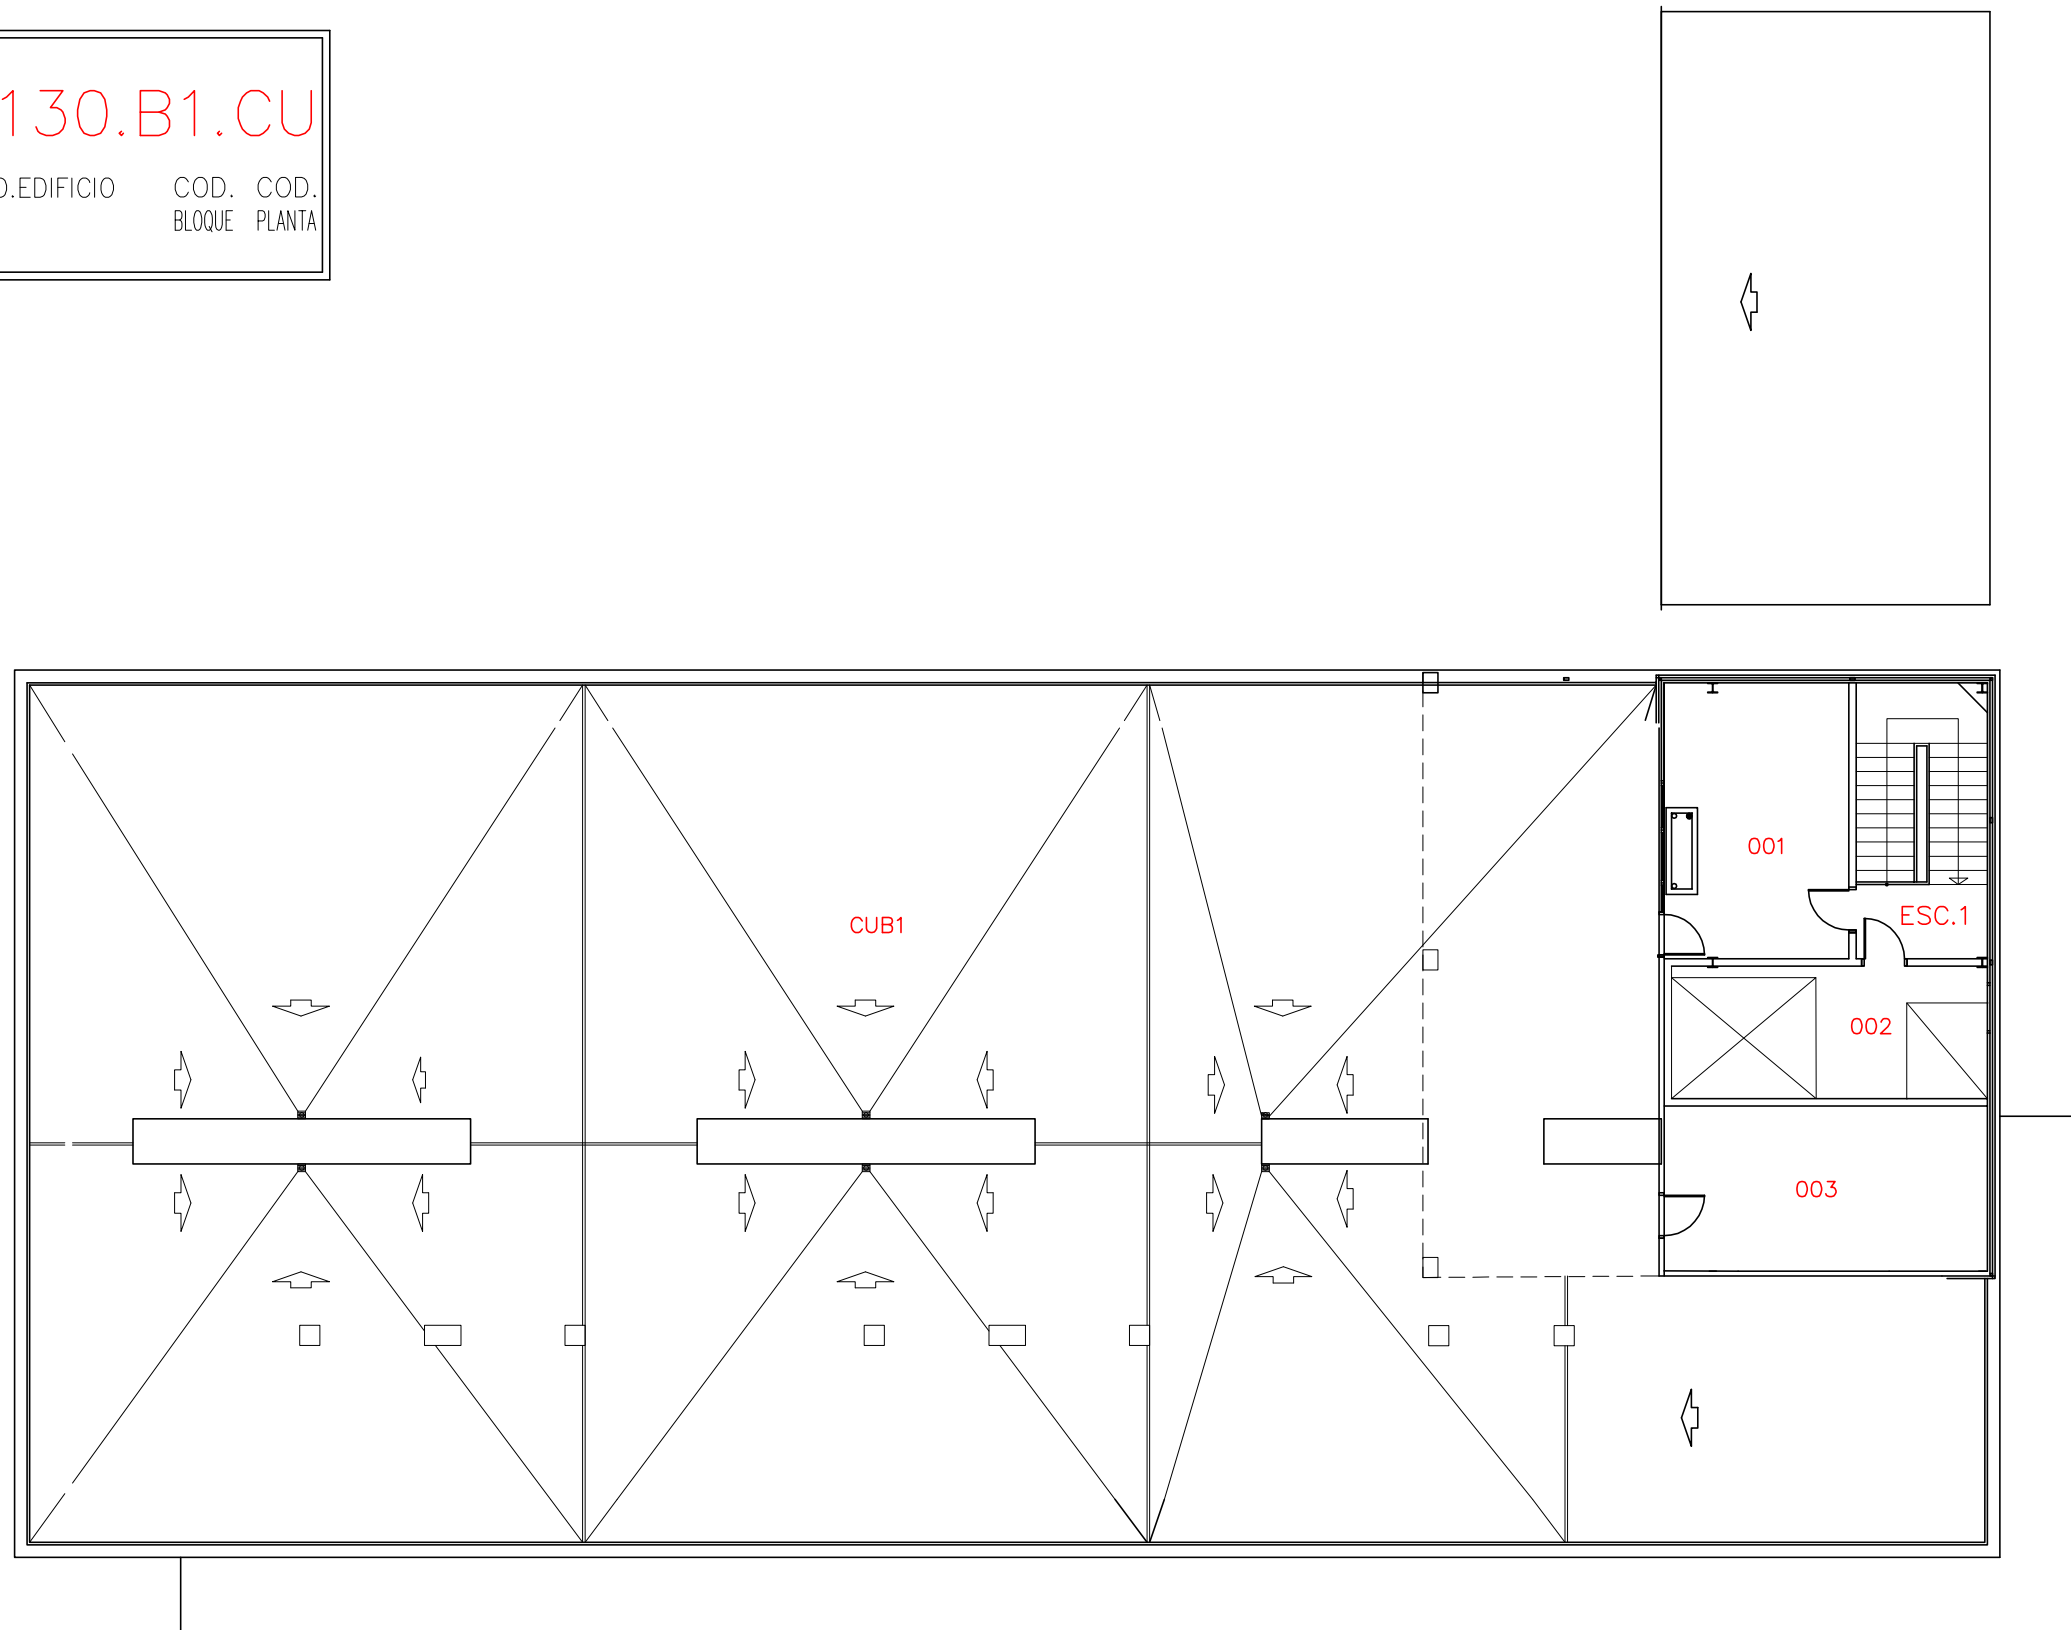 130.B1.CU
D.EDIFICIO COD. COD.
BLOQUE PLANTA
001
ESC.1
CUB1
002
003